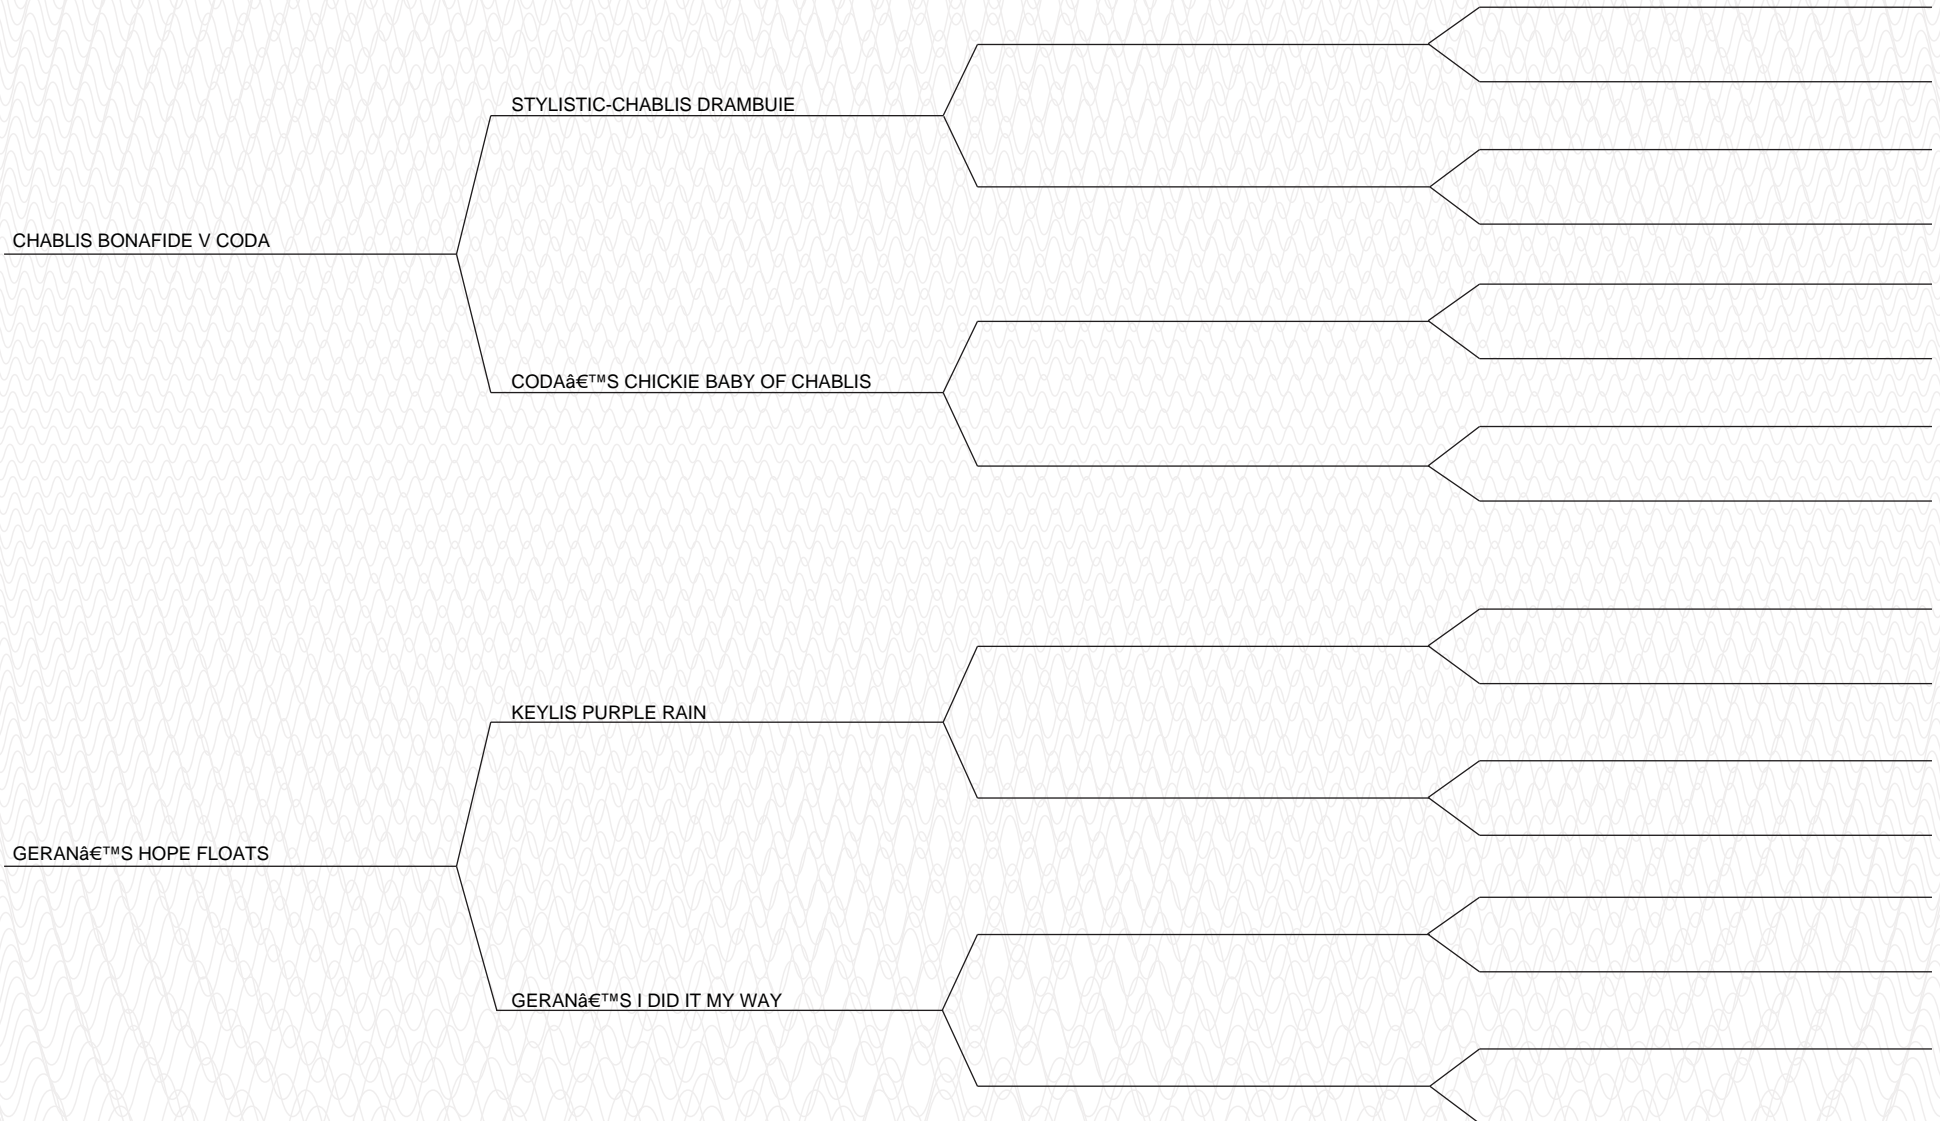 STYLISTIC-CHABLIS DRAMBUIE
CHABLIS BONAFIDE V CODA
CODAâ€™S CHICKIE BABY OF CHABLIS
KEYLIS PURPLE RAIN
GERANâ€™S HOPE FLOATS
GERANâ€™S I DID IT MY WAY